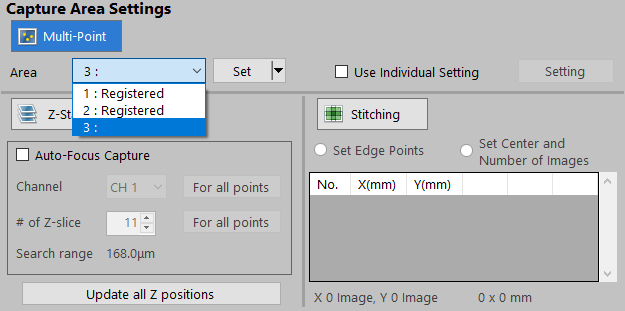 Capture Area Settings
Multi-Point
Area
3 :
Set
Use Individual Setting
Setting
1 : Registered
2 : Registered
3 :
Z-St
Stitching
Auto-Focus Capture
Set Edge Points
Set Center and
Number of Images
Channel
CH 1
For all points
No.
X(mm)
Y(mm)
# of Z-slice
11
For all points
Search range
168.0µm
Update all Z positions
X 0 Image, Y 0 Image
0 x 0 mm